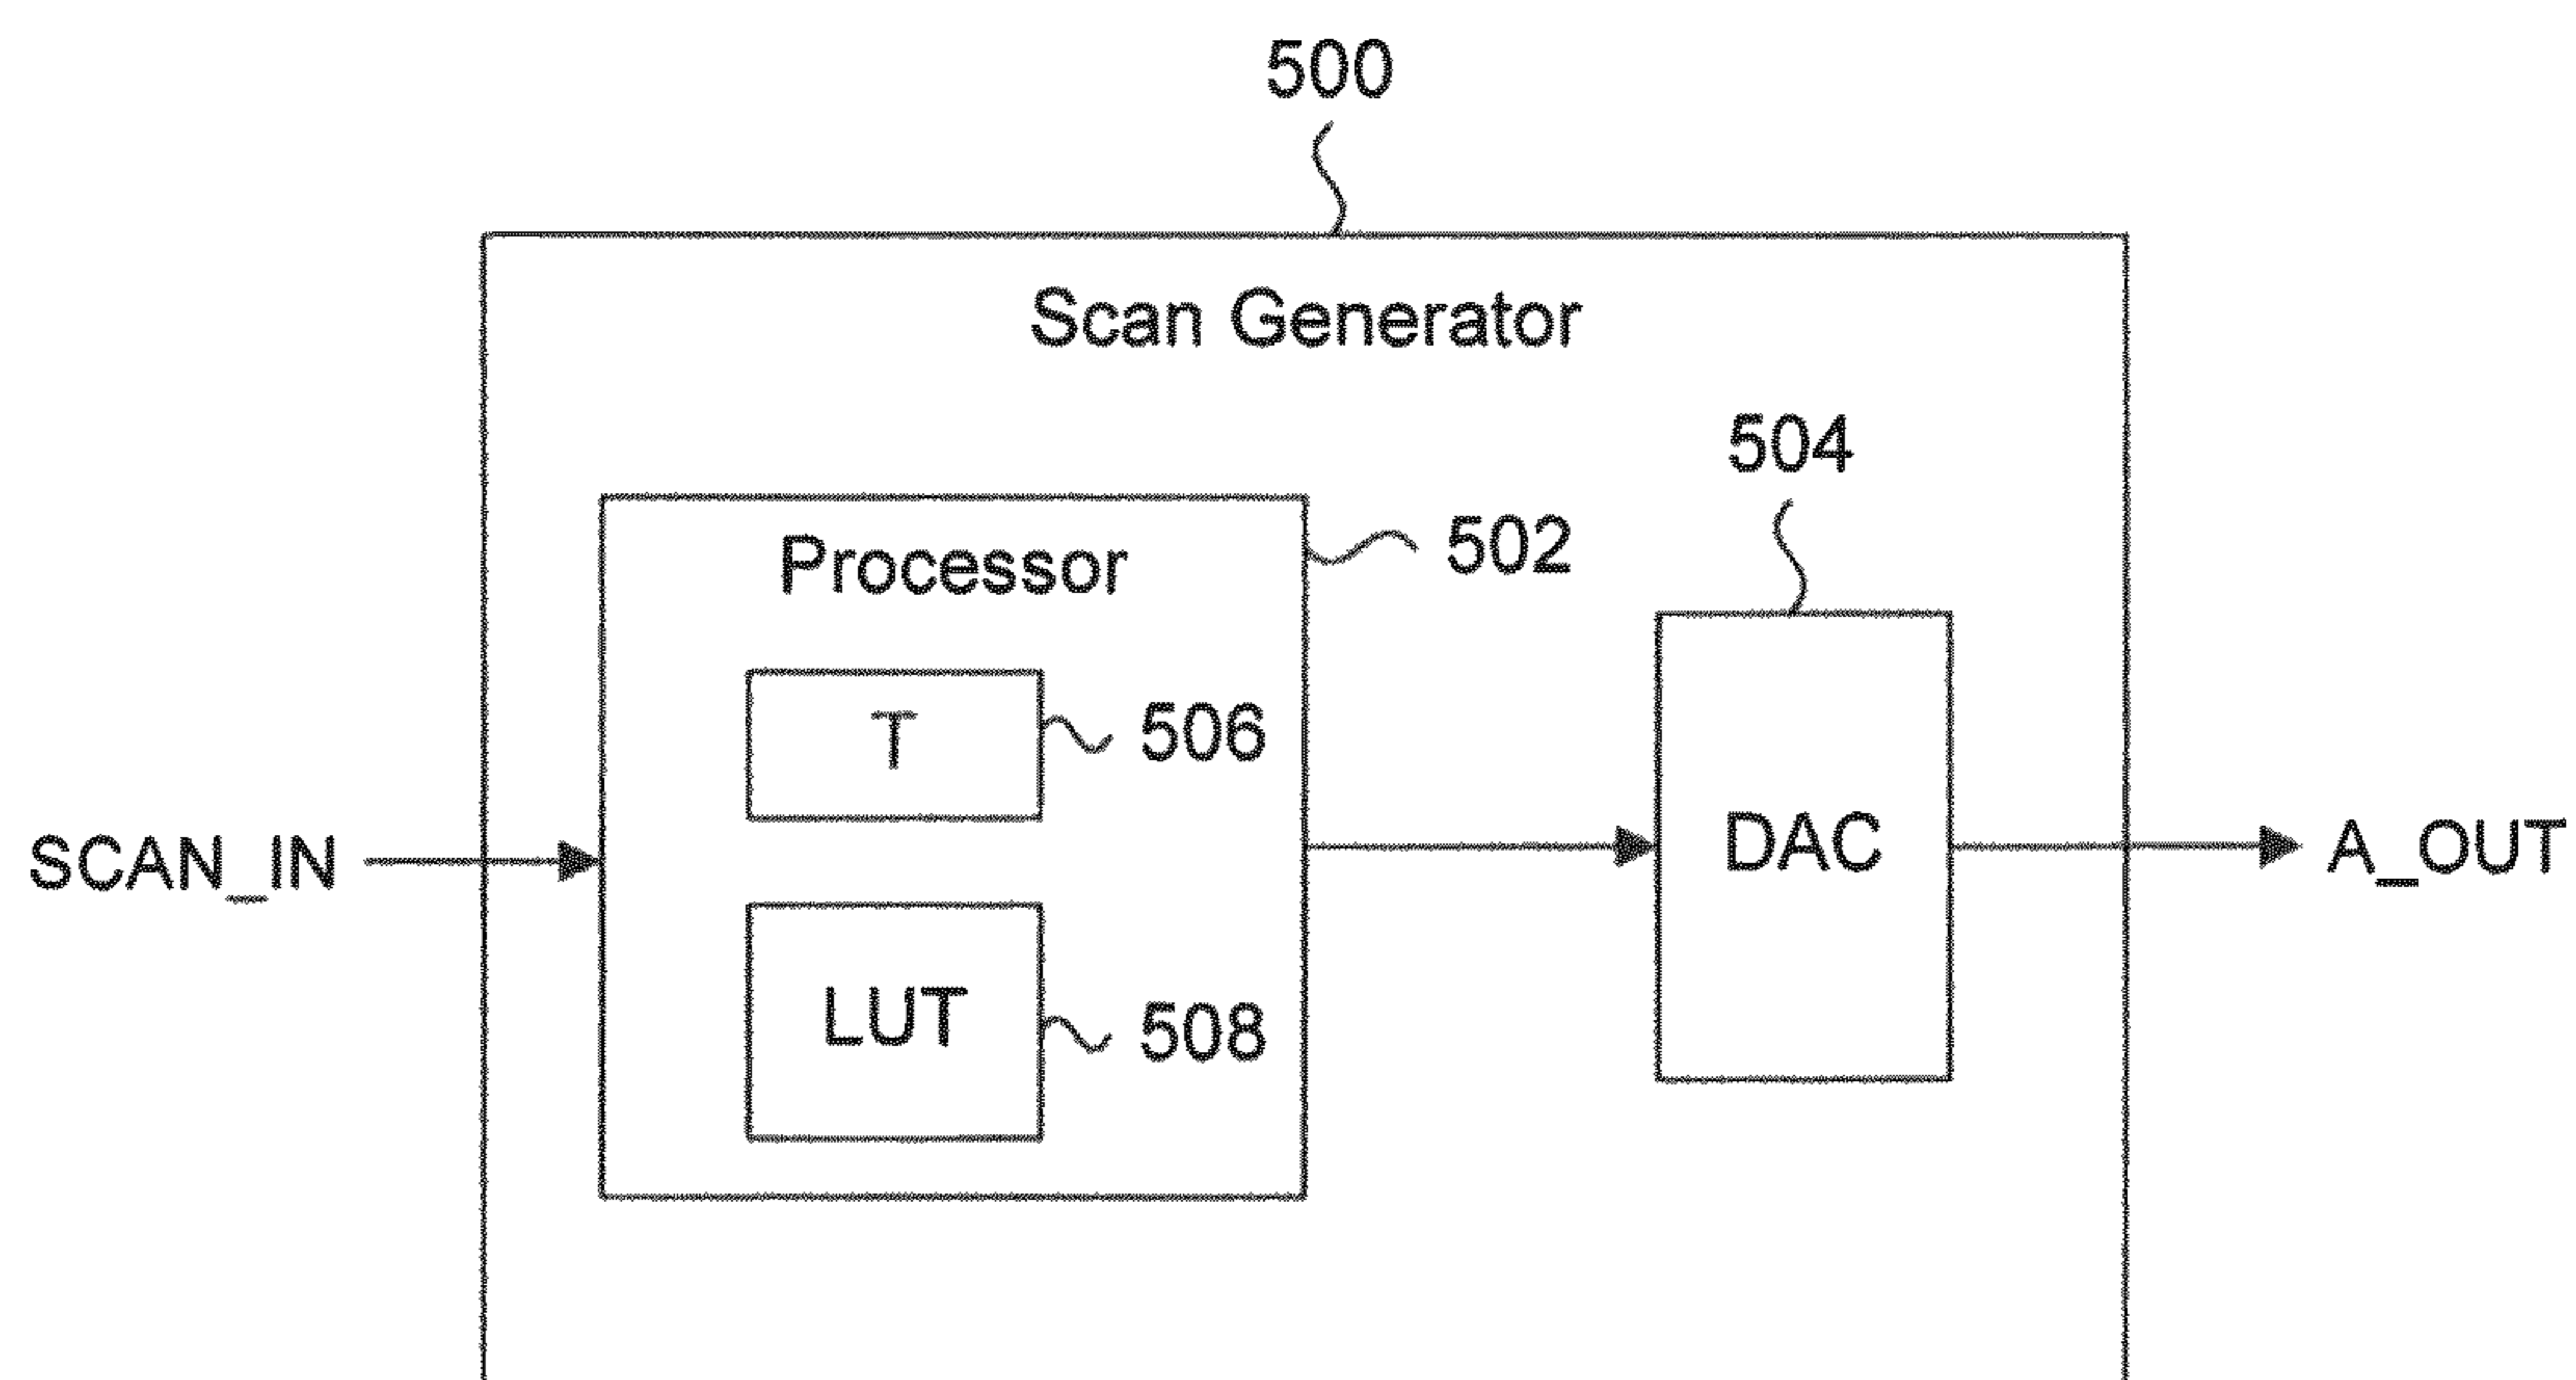 500
Scan Generator
504
Processor
502
T
506
SCAN_IN
DAC
A_OUT
LUT
508